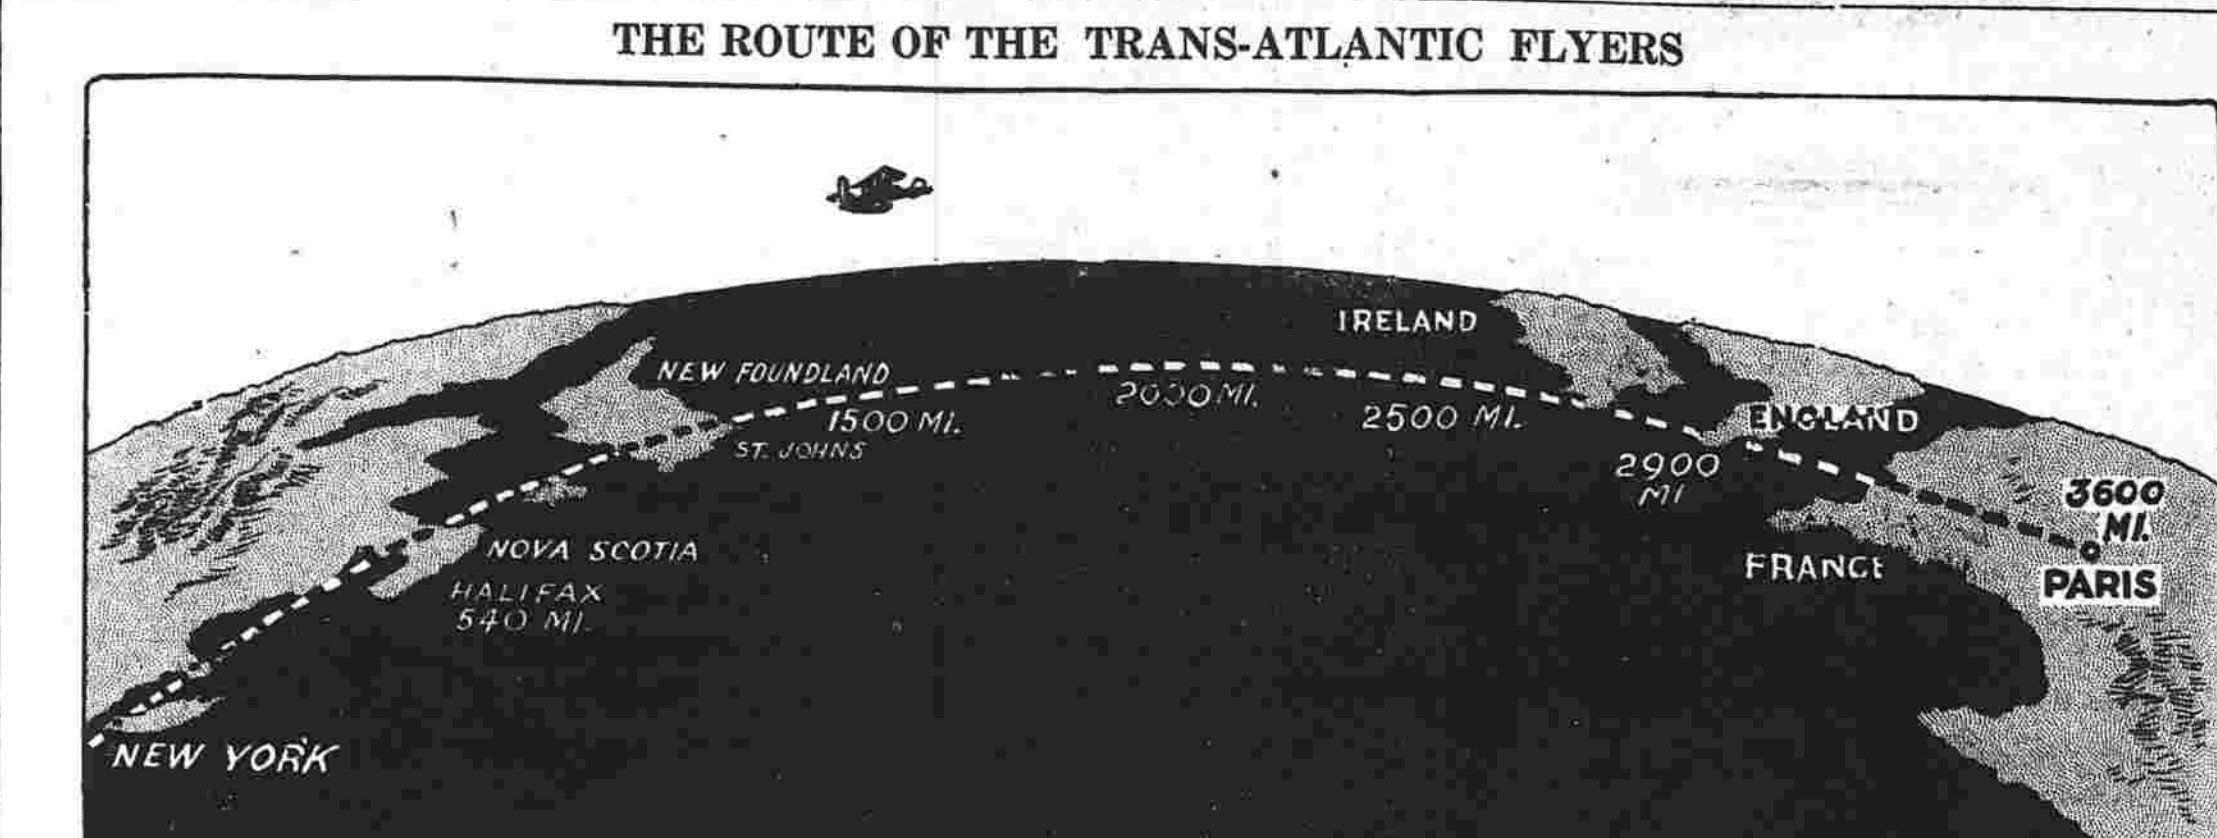 THE ROUTE OF THE TRANS-ATLANTIC FLYERS
IRELAND
NEW FOUNDLAND
2000 MI.
1500 MI.
2500 MI.
ST. JOHNS
ENGLAND
2900
MI
3600
MI.
NOVA SCOTIA
HALIFAX
540 MI.
FRANCE
PARIS
NEW YORK